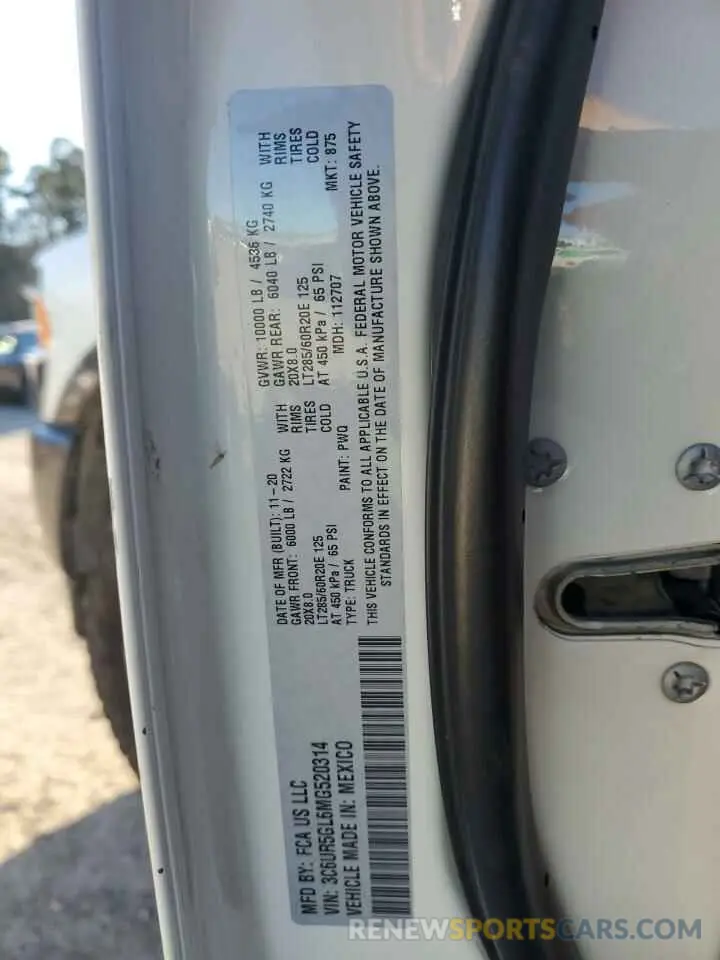 MFD BY: FCA US LLC
VIN: 3C6UR5GL6MG520314
VEHICLE MADE IN: MEXICO
DATE OF MFR (BUILT): 11-20
GVWR: 10000 LB / 4536 KG
GAWR FRONT: 6000 LB / 2722 KG WITH
20X8.0 RIMS
LT285/60R20E 125 TIRES
AT 450 kPa / 65 PSI COLD
GAWR REAR: 6040 LB / 2740 KG WITH
20X8.0 RIMS
LT285/60R20E 125 TIRES
AT 450 kPa / 65 PSI COLD
TYPE: TRUCK PAINT: PWQ MDH: 112707 MKT: 875
THIS VEHICLE CONFORMS TO ALL APPLICABLE U.S.A. FEDERAL MOTOR VEHICLE SAFETY
STANDARDS IN EFFECT ON THE DATE OF MANUFACTURE SHOWN ABOVE.
RENEWSPORTSCARS.COM